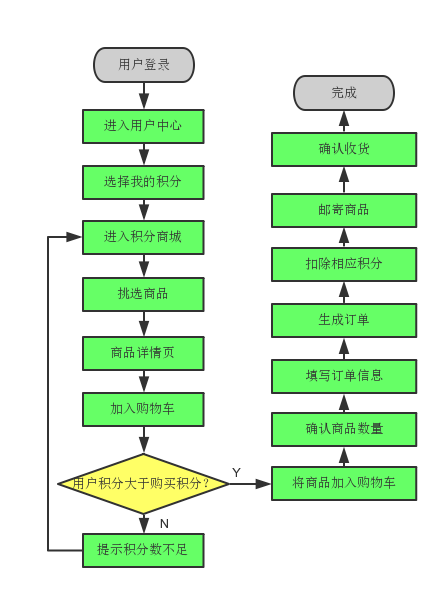 用户登录
进入用户中心
选择我的积分
进入积分商城
挑选商品
商品详情页
加入购物车
用户积分大于购买积分?
Y
N
提示积分数不足
将商品加入购物车
确认商品数量
填写订单信息
生成订单
扣除相应积分
邮寄商品
确认收货
完成